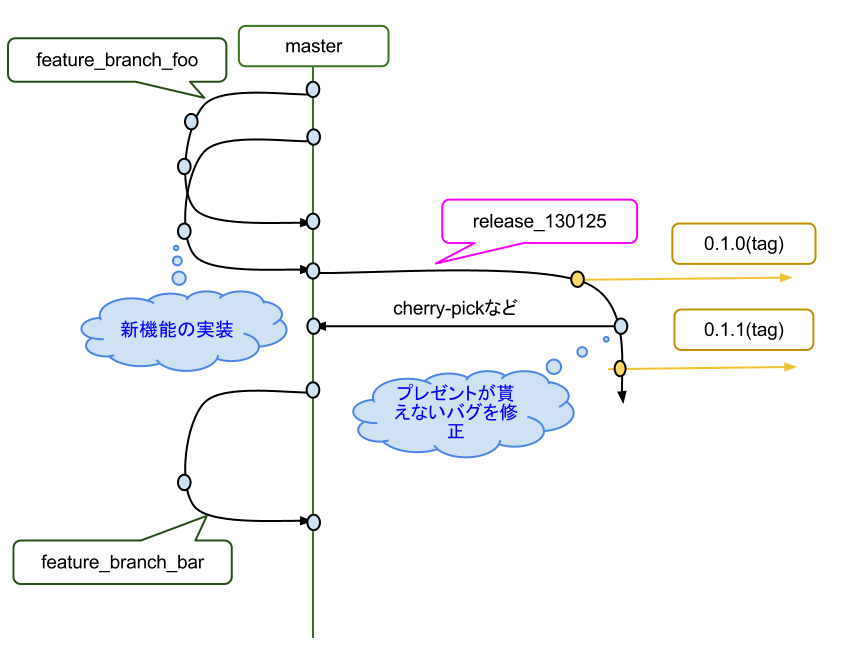 master
feature_branch_foo
release_130125
0.1.0(tag)
cherry-pickなど
新機能の実装
0.1.1(tag)
プレゼントが貰
えないバグを修
正
feature_branch_bar